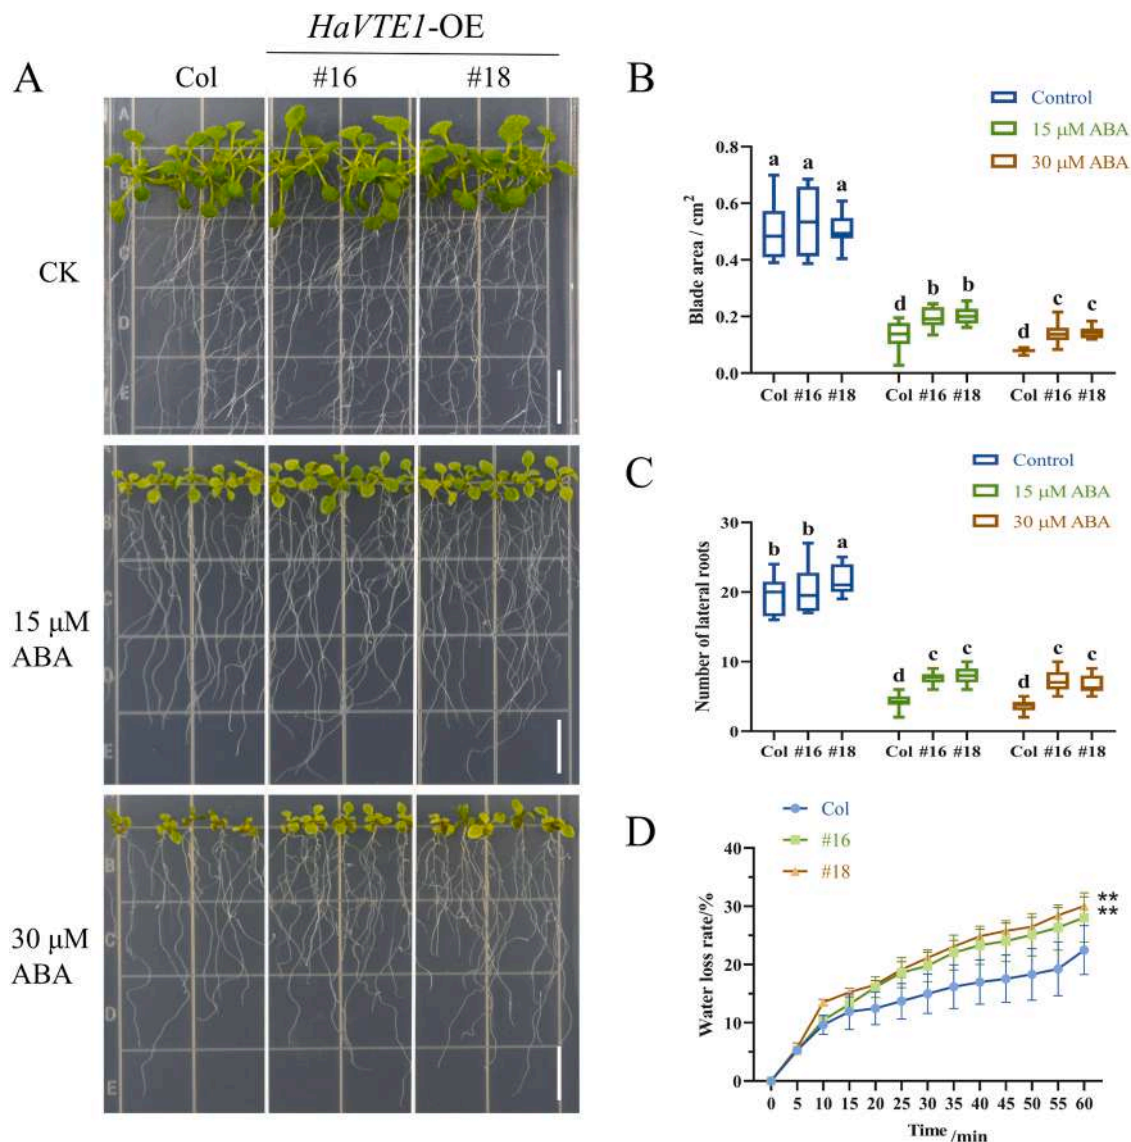 HaVTE1-OE
A
Col
#16
#18
CK
15 μM
ABA
30 μM
ABA
A
B
C
D
E
B
C
D
E
B
C
D
E
B
Control
15 μM ABA
30 μM ABA
Blade area / cm²
0.8
0.6
0.4
0.2
0.0
a a a
d b b
d c c
Col #16 #18 Col #16 #18 Col #16 #18
C
Control
15 μM ABA
30 μM ABA
Number of lateral roots
30
20
10
0
b b a
d c c
d c c
Col #16 #18 Col #16 #18 Col #16 #18
D
Col
#16
#18
Water loss rate/%
40
30
20
10
0
**
**
0 5 10 15 20 25 30 35 40 45 50 55 60
Time /min